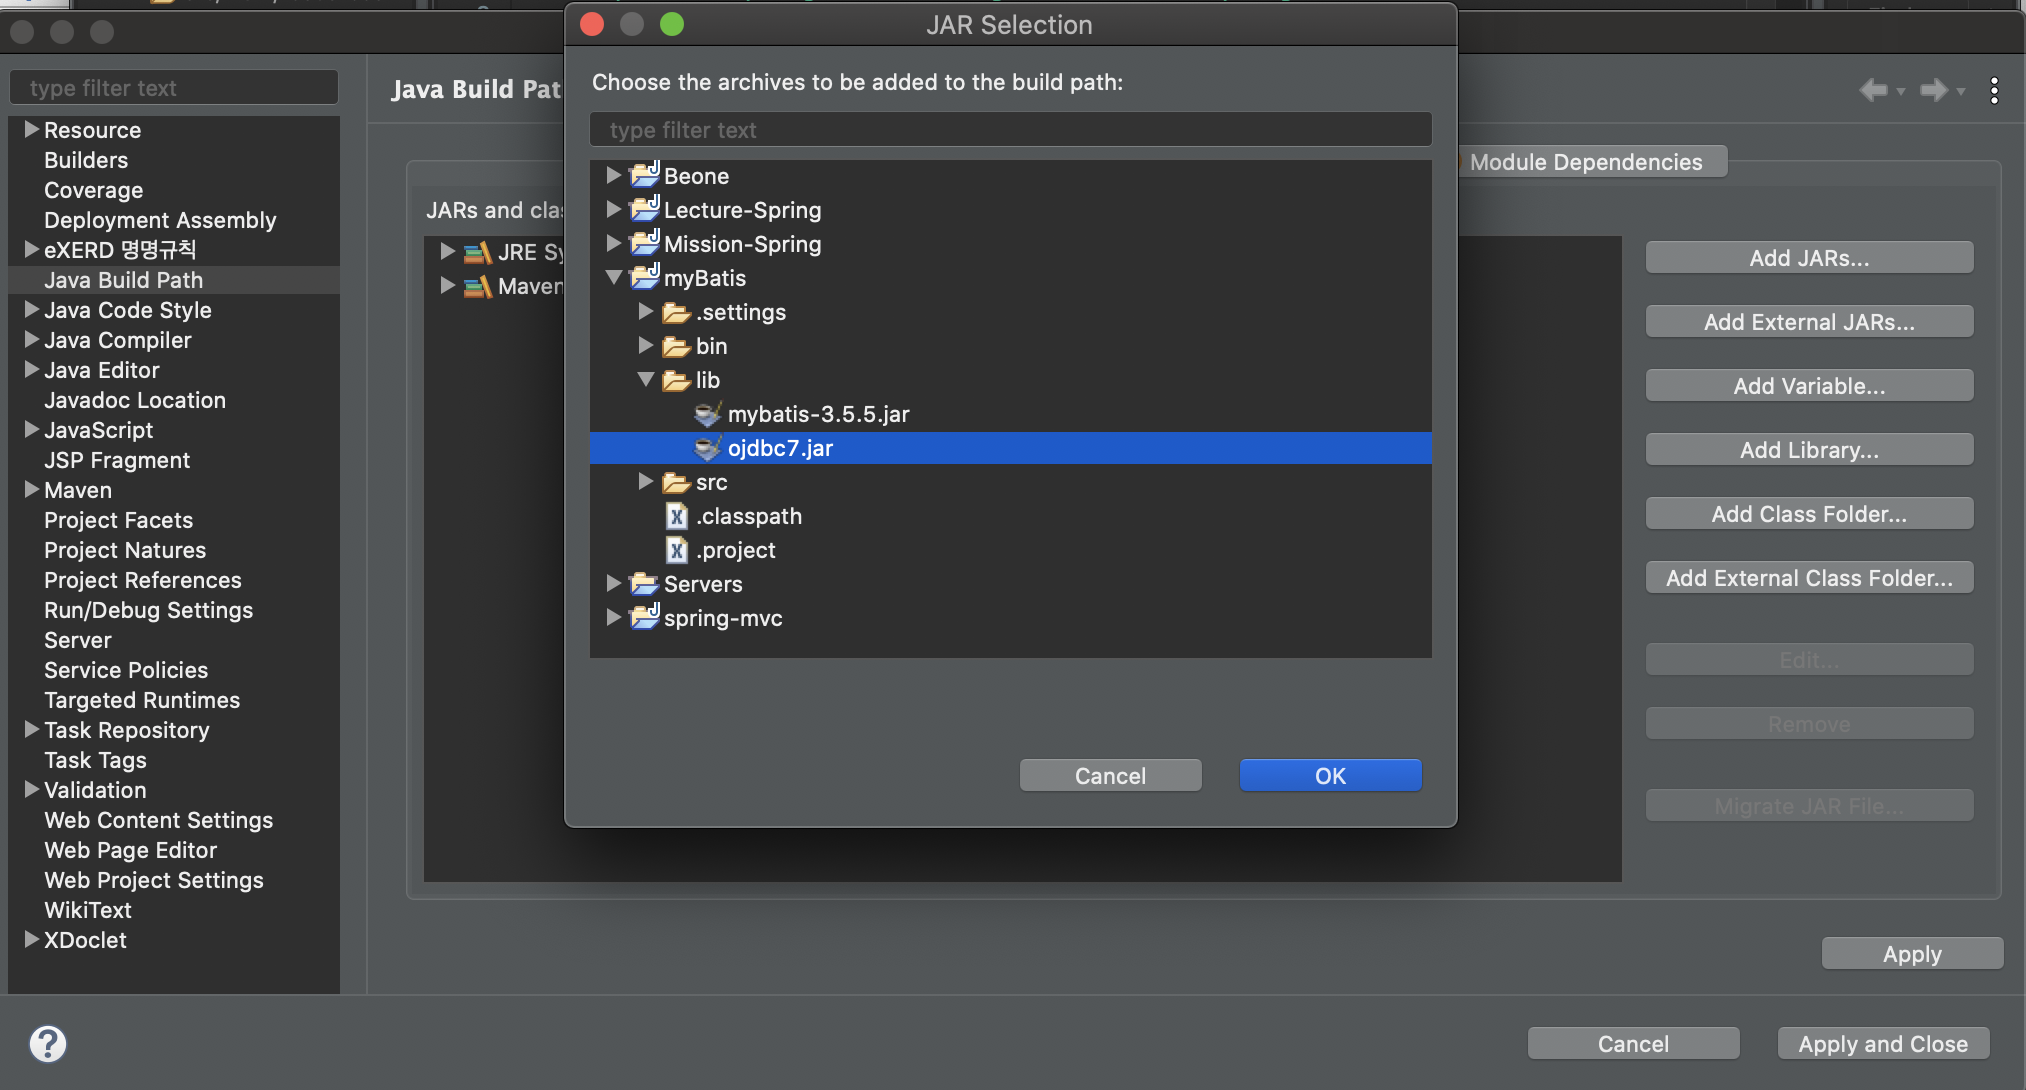 JAR Selection
type filter text
Java Build Pat
Choose the archives to be added to the build path:
type filter text
Resource
Builders
Coverage
Deployment Assembly
eXERD 명명규칙
Java Build Path
Java Code Style
Java Compiler
Java Editor
Javadoc Location
JavaScript
JSP Fragment
Maven
Project Facets
Project Natures
Project References
Run/Debug Settings
Server
Service Policies
Targeted Runtimes
Task Repository
Task Tags
Validation
Web Content Settings
Web Page Editor
Web Project Settings
WikiText
XDoclet
JARs and clas
JRE Sy
Maven
Beone
Lecture-Spring
Mission-Spring
myBatis
.settings
bin
lib
mybatis-3.5.5.jar
ojdbc7.jar
src
.classpath
.project
Servers
spring-mvc
Cancel
OK
Module Dependencies
Add JARs...
Add External JARs...
Add Variable...
Add Library...
Add Class Folder...
Add External Class Folder...
Edit...
Remove
Migrate JAR File...
Apply
Cancel
Apply and Close